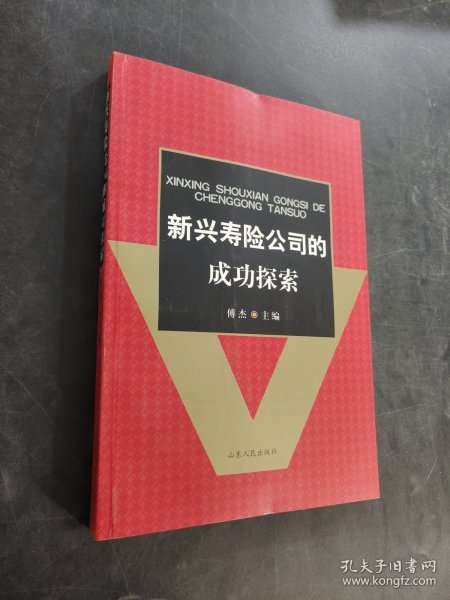 XINXING SHOUXIAN GONGSI DE
CHENGGONG TANSUO
新兴寿险公司的
成功探索
傅杰 主编
山东人民出版社
孔夫子旧书网
www.kongfz.com